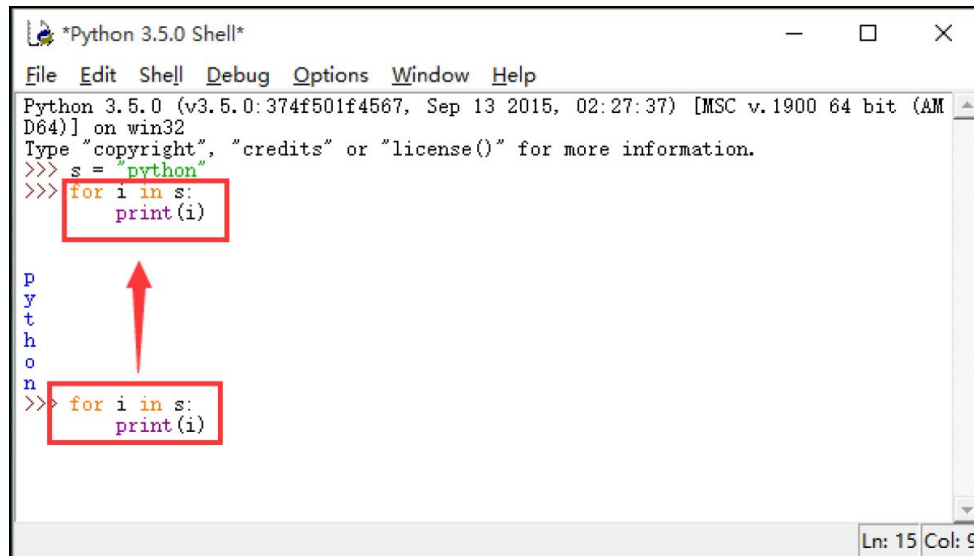 *Python 3.5.0 Shell*
File Edit Shell Debug Options Window Help
Python 3.5.0 (v3.5.0:374f501f4567, Sep 13 2015, 02:27:37) [MSC v.1900 64 bit (AM
D64)] on win32
Type "copyright", "credits" or "license()" for more information.
>>> s = "python"
>>> for i in s:
        print(i)
p
y
t
h
o
n
>>> for i in s:
        print(i)
Ln: 15 Col: 9